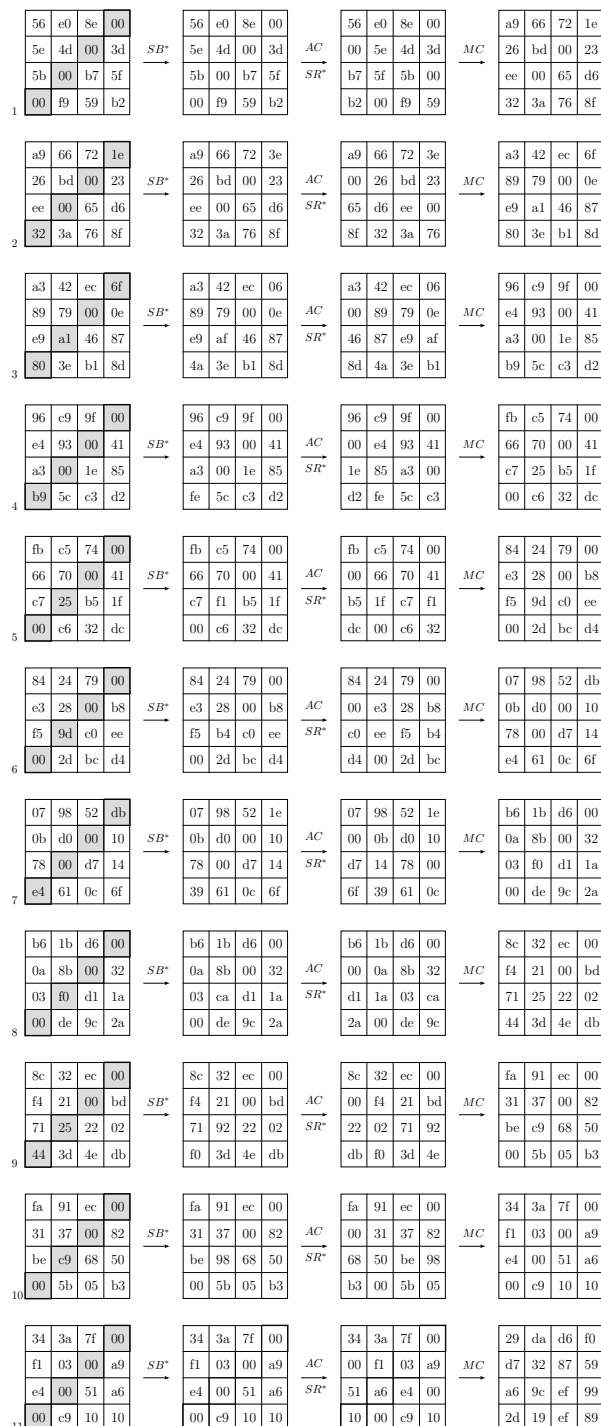 56 e0 8e 00 56 e0 8e 00 56 e0 8e 00 a9 66 72 1e
5e 4d 00 3d SB* 5e 4d 00 3d AC 00 5e 4d 3d MC 26 bd 00 23
5b 00 b7 5f 5b 00 b7 5f SR* b7 5f 5b 00 ee 00 65 d6
1 00 f9 59 b2 00 f9 59 b2 b2 00 f9 59 32 3a 76 8f
a9 66 72 1e a9 66 72 3e a9 66 72 3e a3 42 ec 6f
26 bd 00 23 SB* 26 bd 00 23 AC 00 26 bd 23 MC 89 79 00 0e
ee 00 65 d6 ee 00 65 d6 SR* 65 d6 ee 00 e9 a1 46 87
2 32 3a 76 8f 32 3a 76 8f 8f 32 3a 76 80 3e b1 8d
a3 42 ec 6f a3 42 ec 06 a3 42 ec 06 96 c9 9f 00
89 79 00 0e SB* 89 79 00 0e AC 00 89 79 0e MC e4 93 00 41
e9 a1 46 87 e9 af 46 87 SR* 46 87 e9 af a3 00 1e 85
3 80 3e b1 8d 4a 3e b1 8d 8d 4a 3e b1 b9 5c c3 d2
96 c9 9f 00 96 c9 9f 00 96 c9 9f 00 fb c5 74 00
e4 93 00 41 SB* e4 93 00 41 AC 00 e4 93 41 MC 66 70 00 41
a3 00 1e 85 a3 00 1e 85 SR* 1e 85 a3 00 c7 25 b5 1f
4 b9 5c c3 d2 fe 5c c3 d2 d2 fe 5c c3 00 c6 32 dc
fb c5 74 00 fb c5 74 00 fb c5 74 00 84 24 79 00
66 70 00 41 SB* 66 70 00 41 AC 00 66 70 41 MC e3 28 00 b8
c7 25 b5 1f c7 f1 b5 1f SR* b5 1f c7 f1 f5 9d c0 ee
5 00 c6 32 dc 00 c6 32 dc dc 00 c6 32 00 2d bc d4
84 24 79 00 84 24 79 00 84 24 79 00 07 98 52 db
e3 28 00 b8 SB* e3 28 00 b8 AC 00 e3 28 b8 MC 0b d0 00 10
f5 9d c0 ee f5 b4 c0 ee SR* c0 ee f5 b4 78 00 d7 14
6 00 2d bc d4 00 2d bc d4 d4 00 2d bc e4 61 0c 6f
07 98 52 db 07 98 52 1e 07 98 52 1e b6 1b d6 00
0b d0 00 10 SB* 0b d0 00 10 AC 00 0b d0 10 MC 0a 8b 00 32
78 00 d7 14 78 00 d7 14 SR* d7 14 78 00 03 f0 d1 1a
7 e4 61 0c 6f 39 61 0c 6f 6f 39 61 0c 00 de 9c 2a
b6 1b d6 00 b6 1b d6 00 b6 1b d6 00 8c 32 ec 00
0a 8b 00 32 SB* 0a 8b 00 32 AC 00 0a 8b 32 MC f4 21 00 bd
03 f0 d1 1a 03 ca d1 1a SR* d1 1a 03 ca 71 25 22 02
8 00 de 9c 2a 00 de 9c 2a 2a 00 de 9c 44 3d 4e db
8c 32 ec 00 8c 32 ec 00 8c 32 ec 00 fa 91 ec 00
f4 21 00 bd SB* f4 21 00 bd AC 00 f4 21 bd MC 31 37 00 82
71 25 22 02 71 92 22 02 SR* 22 02 71 92 be c9 68 50
9 44 3d 4e db f0 3d 4e db db f0 3d 4e 00 5b 05 b3
fa 91 ec 00 fa 91 ec 00 fa 91 ec 00 34 3a 7f 00
31 37 00 82 SB* 31 37 00 82 AC 00 31 37 82 MC f1 03 00 a9
be c9 68 50 be 98 68 50 SR* 68 50 be 98 e4 00 51 a6
10 00 5b 05 b3 00 5b 05 b3 b3 00 5b 05 00 c9 10 10
34 3a 7f 00 34 3a 7f 00 34 3a 7f 00 29 da d6 f0
f1 03 00 a9 SB* f1 03 00 a9 AC 00 f1 03 a9 MC d7 32 87 59
e4 00 51 a6 e4 00 51 a6 SR* 51 a6 e4 00 a6 9c ef 99
11 00 c9 10 10 00 c9 10 10 10 00 c9 10 2d 19 ef 89